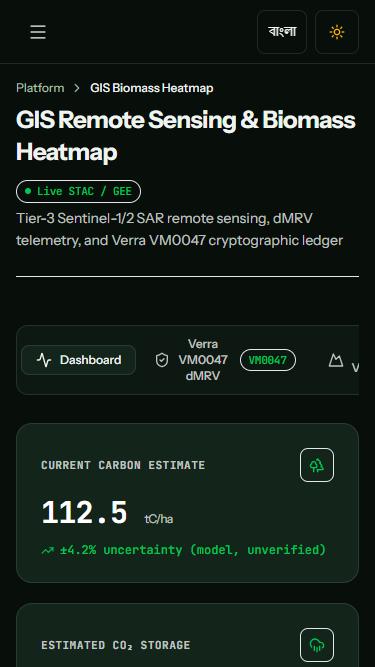 বাংলা
Platform > GIS Biomass Heatmap
GIS Remote Sensing & Biomass
Heatmap
Live STAC / GEE
Tier-3 Sentinel-1/2 SAR remote sensing, dMRV
telemetry, and Verra VM0047 cryptographic ledger
Dashboard
Verra
VM0047
dMRV
VM0047
CURRENT CARBON ESTIMATE
112.5 tC/ha
±4.2% uncertainty (model, unverified)
ESTIMATED CO₂ STORAGE